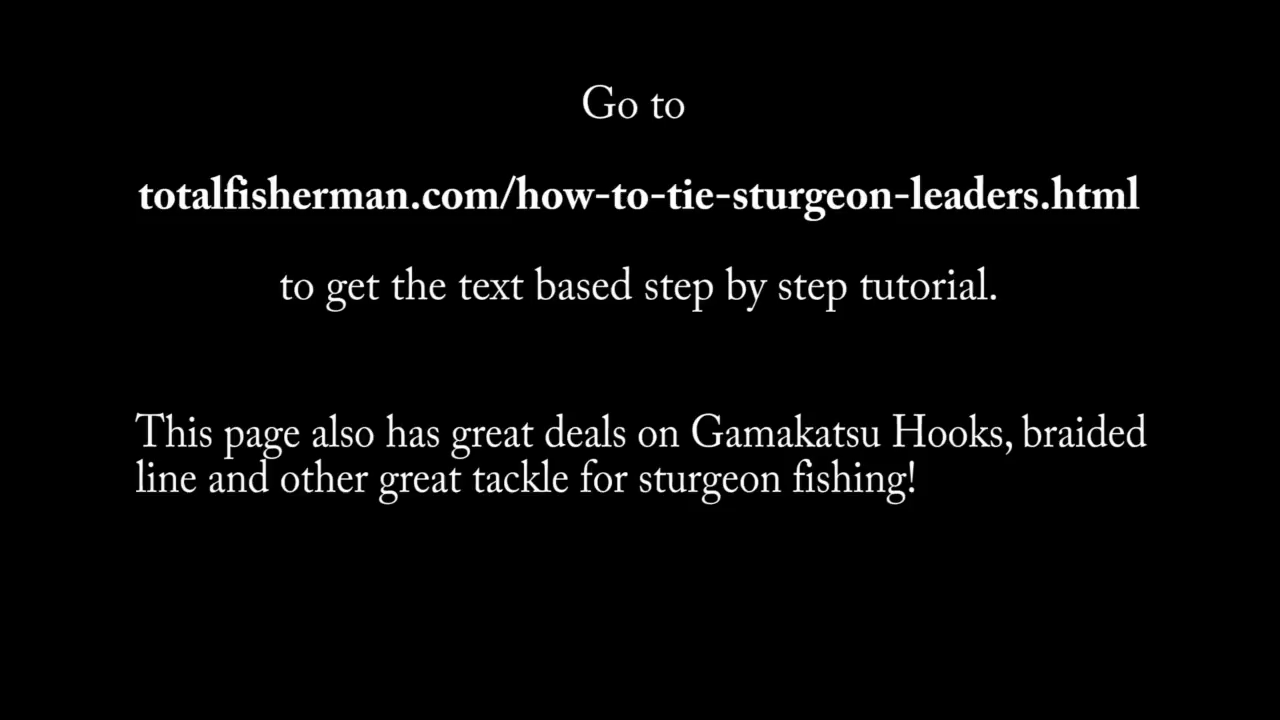 Go to
totalfisherman.com/how-to-tie-sturgeon-leaders.html
to get the text based step by step tutorial.
This page also has great deals on Gamakatsu Hooks, braided
line and other great tackle for sturgeon fishing!